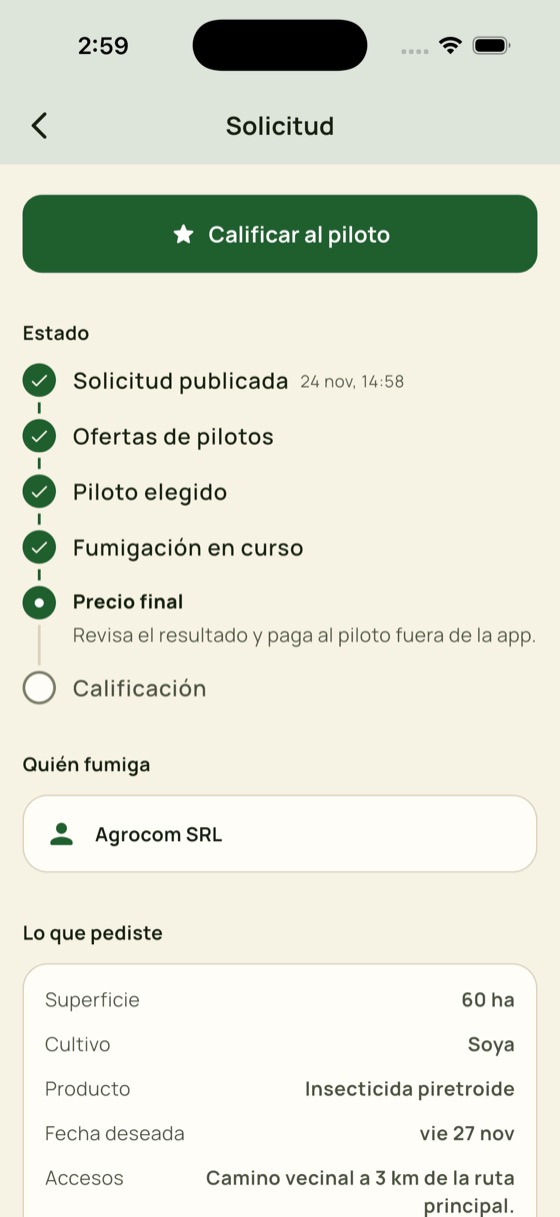 2:59
Solicitud
Calificar al piloto
Estado
Solicitud publicada 24 nov, 14:58
Ofertas de pilotos
Piloto elegido
Fumigación en curso
Precio final
Revisa el resultado y paga al piloto fuera de la app.
Calificación
Quién fumiga
Agrocom SRL
Lo que pediste
Superficie 60 ha
Cultivo Soya
Producto Insecticida piretroide
Fecha deseada vie 27 nov
Accesos Camino vecinal a 3 km de la ruta
principal.